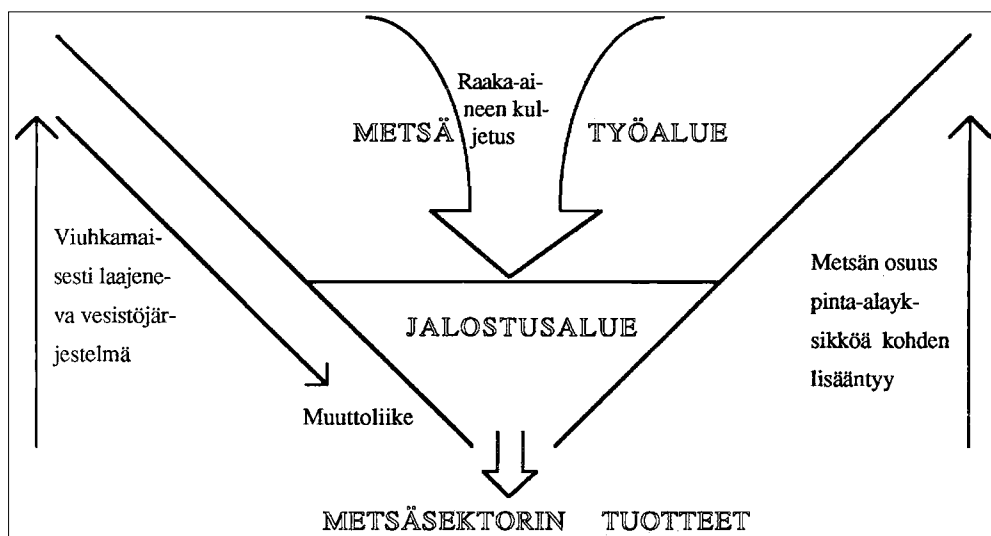 Raaka-ai-
neen kul-
jetus
METSÄ TYÖALUE
Viuhkamai-
sesti laajene-
va vesistöjär-
jestelmä
Metsän osuus
pinta-alayk-
sikköä kohden
lisääntyy
JALOSTUSALUE
Muuttoliike
METSÄSEKTORIN TUOTTEET